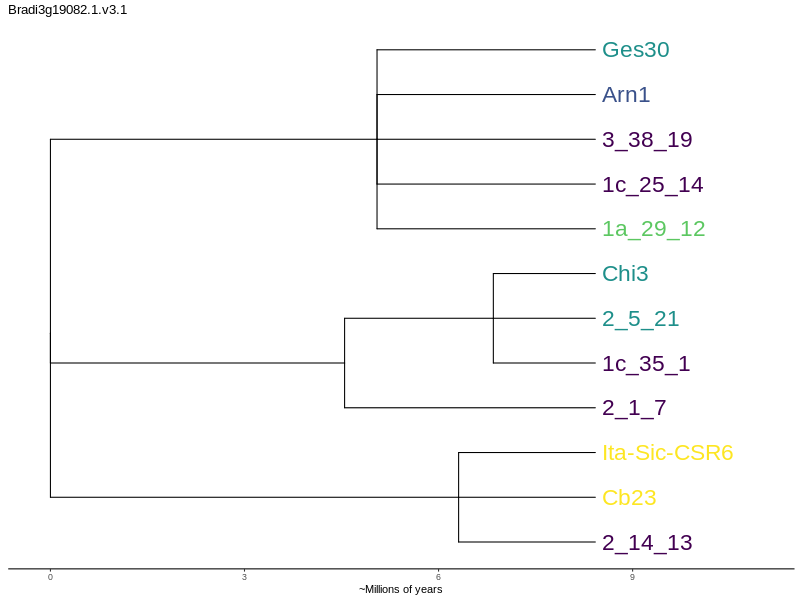 Bradi3g19082.1.v3.1
Ges30
Arn1
3_38_19
1c_25_14
1a_29_12
Chi3
2_5_21
1c_35_1
2_1_7
Ita-Sic-CSR6
Cb23
2_14_13
0 3 6 9
~Millions of years